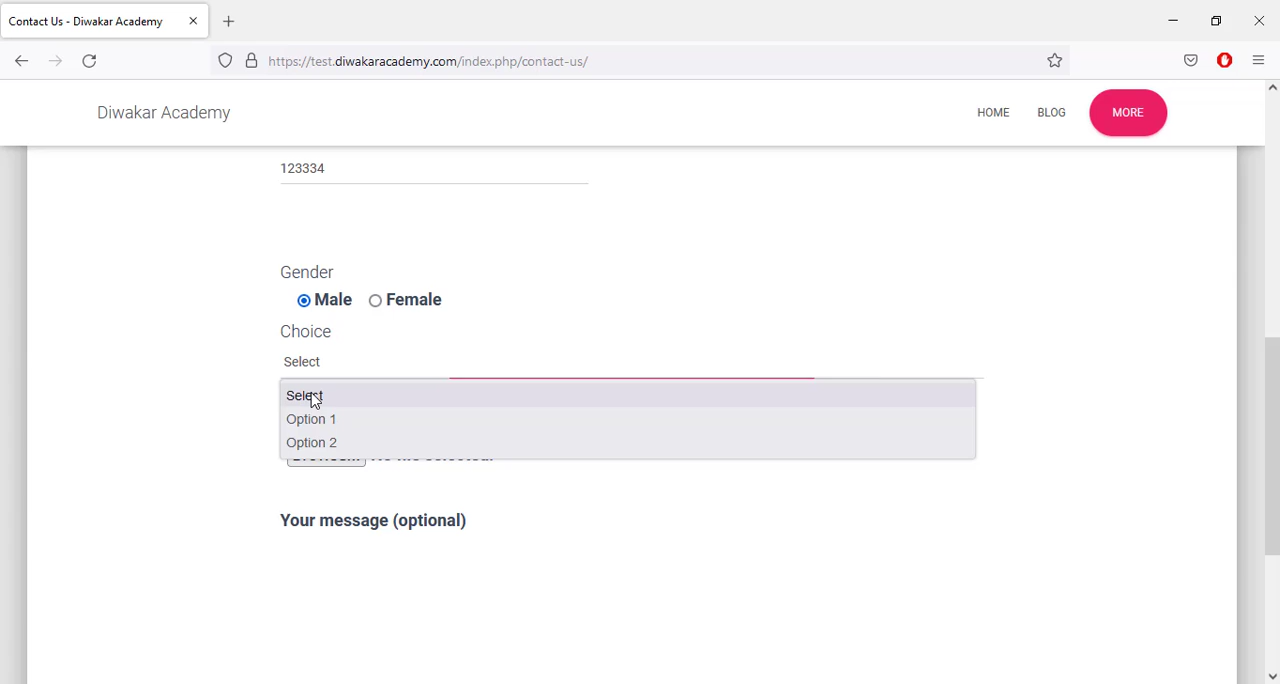 Contact Us - Diwakar Academy
https://test.diwakaracademy.com/index.php/contact-us/
Diwakar Academy
HOME
BLOG
MORE
123334
Gender
Male
Female
Choice
Select
Select
Option 1
Option 2
Your message (optional)